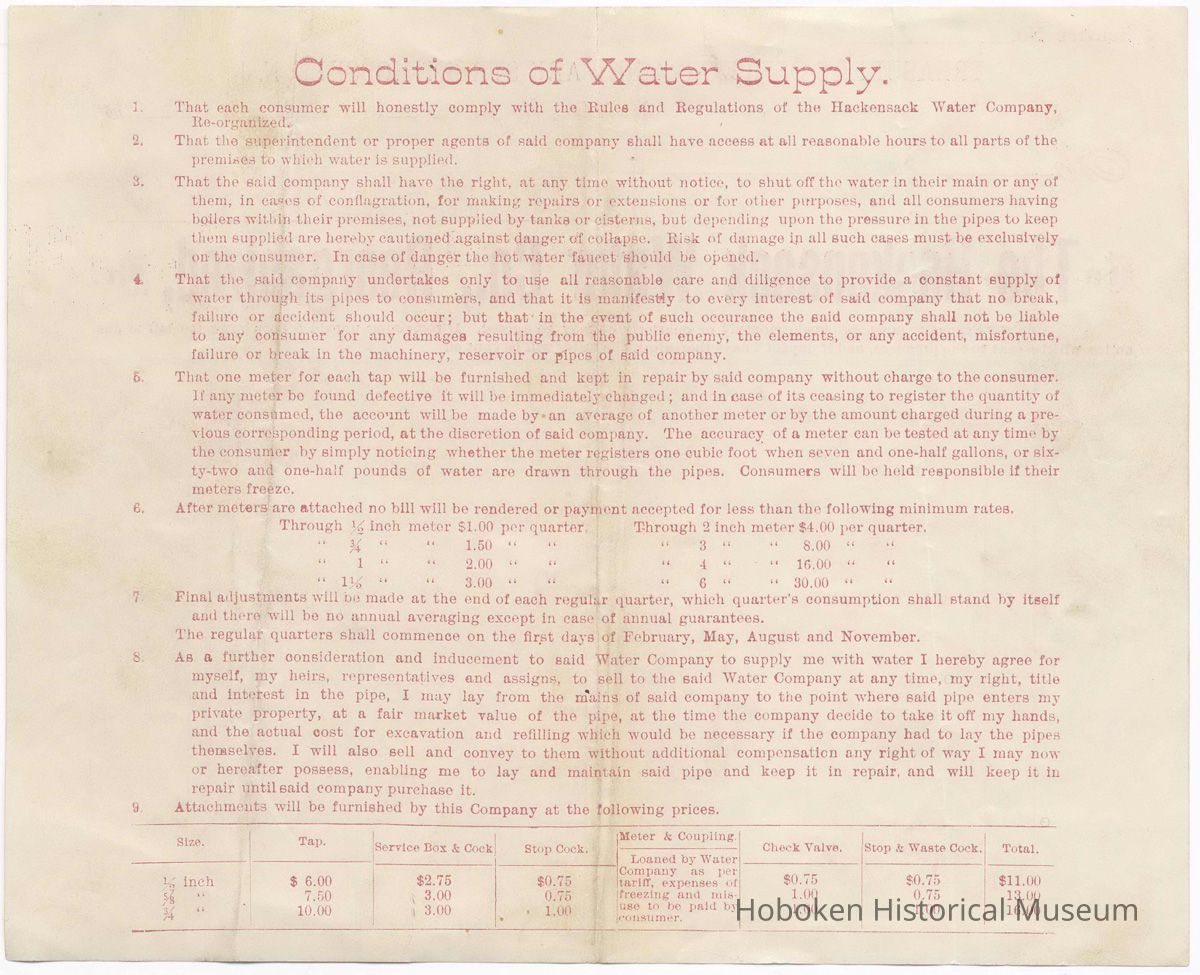 Conditions of Water Supply.
1. That each consumer will honestly comply with the Rules and Regulations of the Hackensack Water Company,
Re-organized.
2. That the superintendent or proper agents of said company shall have access at all reasonable hours to all parts of the
premises to which water is supplied.
3. That the said company shall have the right, at any time without notice, to shut off the water in their main or any of
them, in cases of conflagration, for making repairs or extensions or for other purposes, and all consumers having
boilers within their premises, not supplied by tanks or cisterns, but depending upon the pressure in the pipes to keep
them supplied are hereby cautioned against danger of collapse. Risk of damage in all such cases must be exclusively
on the consumer. In case of danger the hot water faucet should be opened.
4. That the said company undertakes only to use all reasonable care and diligence to provide a constant supply of
water through its pipes to consumers, and that it is manifestly to every interest of said company that no break,
failure or accident should occur; but that in the event of such occurance the said company shall not be liable
to any consumer for any damages resulting from the public enemy, the elements, or any accident, misfortune,
failure or break in the machinery, reservoir or pipes of said company.
5. That one meter for each tap will be furnished and kept in repair by said company without charge to the consumer.
If any meter be found defective it will be immediately changed; and in case of its ceasing to register the quantity of
water consumed, the account will be made by an average of another meter or by the amount charged during a pre-
vious corresponding period, at the discretion of said company. The accuracy of a meter can be tested at any time by
the consumer by simply noticing whether the meter registers one cubic foot when seven and one-half gallons, or six-
ty-two and one-half pounds of water are drawn through the pipes. Consumers will be held responsible if their
meters freeze.
6. After meters are attached no bill will be rendered or payment accepted for less than the following minimum rates.
Through ½ inch meter $1.00 per quarter. Through 2 inch meter $4.00 per quarter.
" ¾ " " 1.50 " " " 3 " " 8.00 " "
" 1 " " 2.00 " " " 4 " " 16.00 " "
" 1½ " " 3.00 " " " 6 " " 30.00 " "
7. Final adjustments will be made at the end of each regular quarter, which quarter's consumption shall stand by itself
and there will be no annual averaging except in case of annual guarantees.
The regular quarters shall commence on the first days of February, May, August and November.
8. As a further consideration and inducement to said Water Company to supply me with water I hereby agree for
myself, my heirs, representatives and assigns, to sell to the said Water Company at any time, my right, title
and interest in the pipe, I may lay from the mains of said company to the point where said pipe enters my
private property, at a fair market value of the pipe, at the time the company decide to take it off my hands,
and the actual cost for excavation and refilling which would be necessary if the company had to lay the pipes
themselves. I will also sell and convey to them without additional compensation any right of way I may now
or hereafter possess, enabling me to lay and maintain said pipe and keep it in repair, and will keep it in
repair until said company purchase it.
9. Attachments will be furnished by this Company at the following prices.
Size. Tap. Service Box & Cock Stop Cock. Meter & Coupling. Check Valve. Stop & Waste Cock. Total.
Loaned by Water
Company as per
tariff, expenses of
freezing and mis-
use to be paid by
consumer.
½ inch $ 6.00 $2.75 $0.75 $0.75 $0.75 $11.00
⅝ " 7.50 3.00 0.75 1.00 0.75 13.00
¾ " 10.00 3.00 1.00
Hoboken Historical Museum